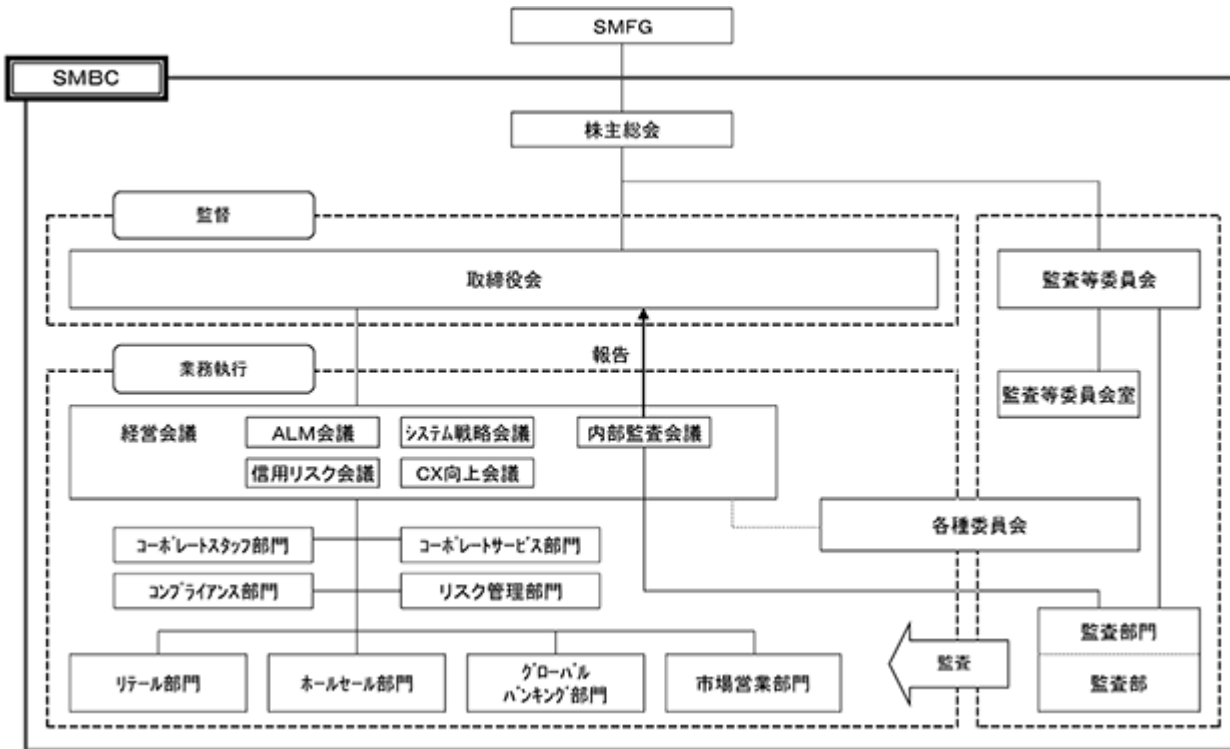 SMFG
SMBC
株主総会
監督
取締役会
監査等委員会
報告
業務執行
監査等委員会室
経営会議
ALM会議
システム戦略会議
内部監査会議
信用リスク会議
CX向上会議
各種委員会
コーポレートスタッフ部門
コーポレートサービス部門
コンプライアンス部門
リスク管理部門
監査部門
監査
監査部
リテール部門
ホールセール部門
グローバル
バンキング部門
市場営業部門